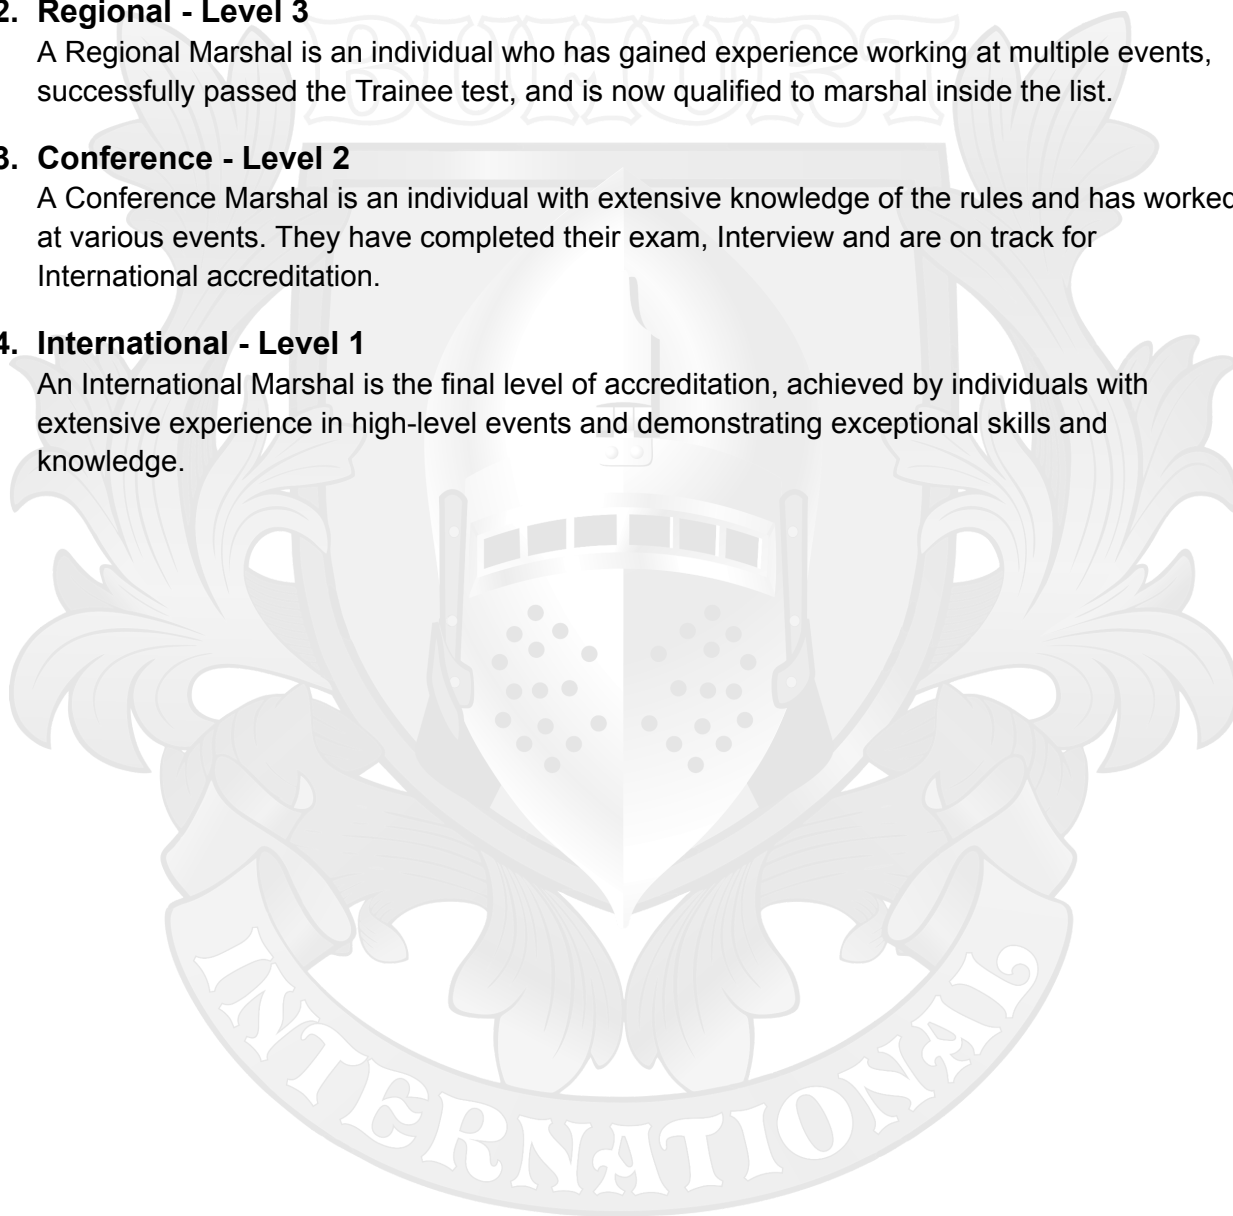 2. Regional - Level 3
A Regional Marshal is an individual who has gained experience working at multiple events,
successfully passed the Trainee test, and is now qualified to marshal inside the list.
3. Conference - Level 2
A Conference Marshal is an individual with extensive knowledge of the rules and has worked
at various events. They have completed their exam, Interview and are on track for
International accreditation.
4. International - Level 1
An International Marshal is the final level of accreditation, achieved by individuals with
extensive experience in high-level events and demonstrating exceptional skills and
knowledge.
BUHURT
INTERNATIONAL